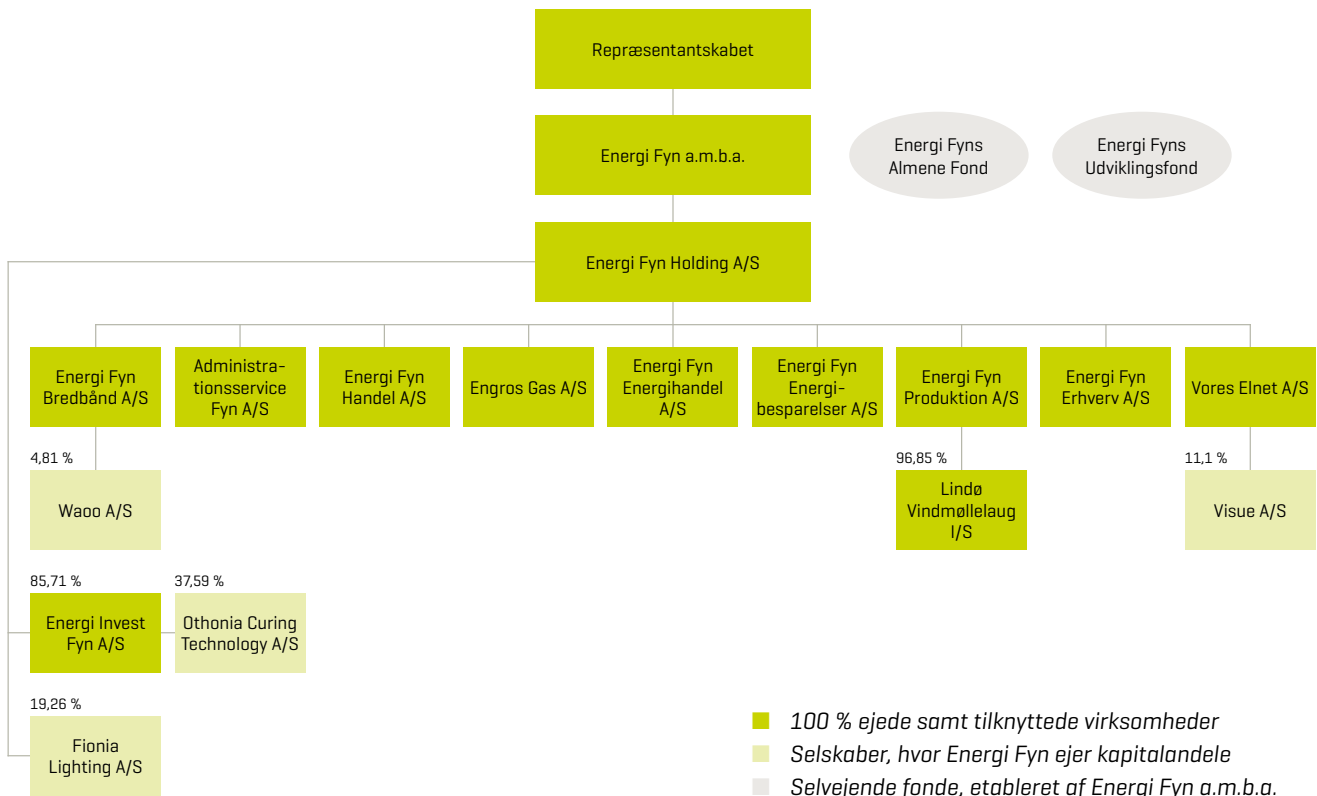 Repræsentantskabet
Energi Fyn a.m.b.a.
Energi Fyns
Almene Fond
Energi Fyns
Udviklingsfond
Energi Fyn Holding A/S
Energi Fyn
Bredbånd A/S
Administra-
tionsservice
Fyn A/S
Energi Fyn
Handel A/S
Engros Gas A/S
Energi Fyn
Energihandel
A/S
Energi Fyn
Energi-
besparelser A/S
Energi Fyn
Produktion A/S
Energi Fyn
Erhverv A/S
Vores Elnet A/S
4,81 %
Waoo A/S
96,85 %
Lindø
Vindmøllelaug
I/S
11,1 %
Visue A/S
85,71 %
Energi Invest
Fyn A/S
37,59 %
Othonia Curing
Technology A/S
19,26 %
Fionia
Lighting A/S
100 % ejede samt tilknyttede virksomheder
Selskaber, hvor Energi Fyn ejer kapitalandele
Selvejende fonde, etableret af Energi Fyn a.m.b.a.